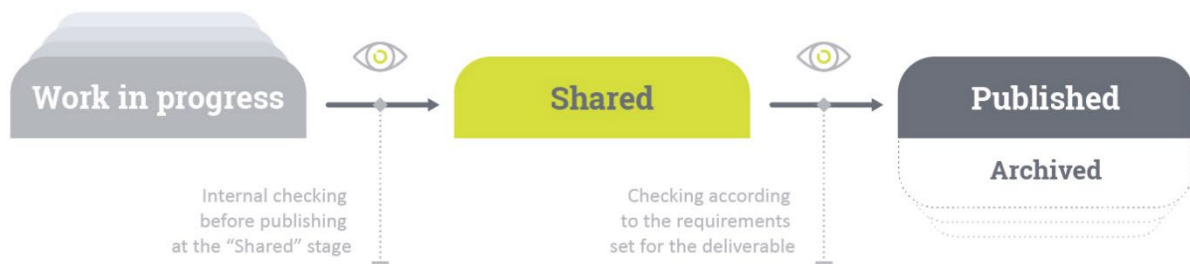 Work in progress
Shared
Published
Archived
Internal checking
before publishing
at the “Shared” stage
Checking according
to the requirements
set for the deliverable